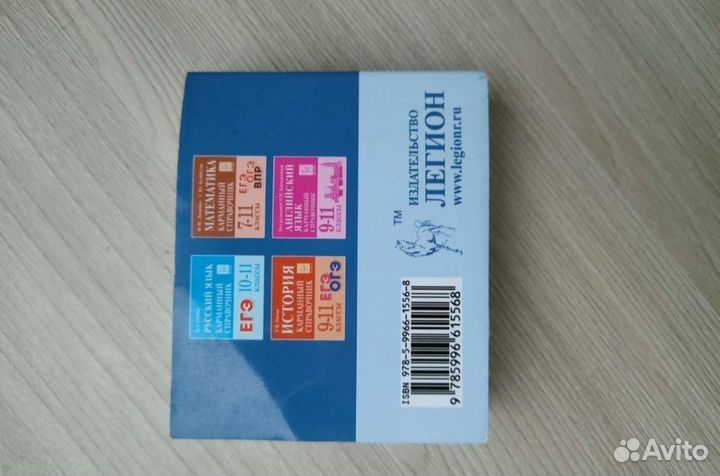 МАТЕМАТИКА
КАРМАННЫЙ
СПРАВОЧНИК
7-11
КЛАССЫ
ЕГЭ
ОГЭ
ВПР
РУССКИЙ ЯЗЫК
КАРМАННЫЙ
СПРАВОЧНИК
ЕГЭ
10-11
КЛАССЫ
АНГЛИЙСКИЙ
ЯЗЫК
КАРМАННЫЙ
СПРАВОЧНИК
9-11
КЛАССЫ
ИСТОРИЯ
КАРМАННЫЙ
СПРАВОЧНИК
9-11
КЛАССЫ
ЕГЭ
ОГЭ
TM
ИЗДАТЕЛЬСТВО
ЛЕГИОН
www.legionr.ru
ISBN 978-5-9966-1556-8
9 785996 615568
Avito